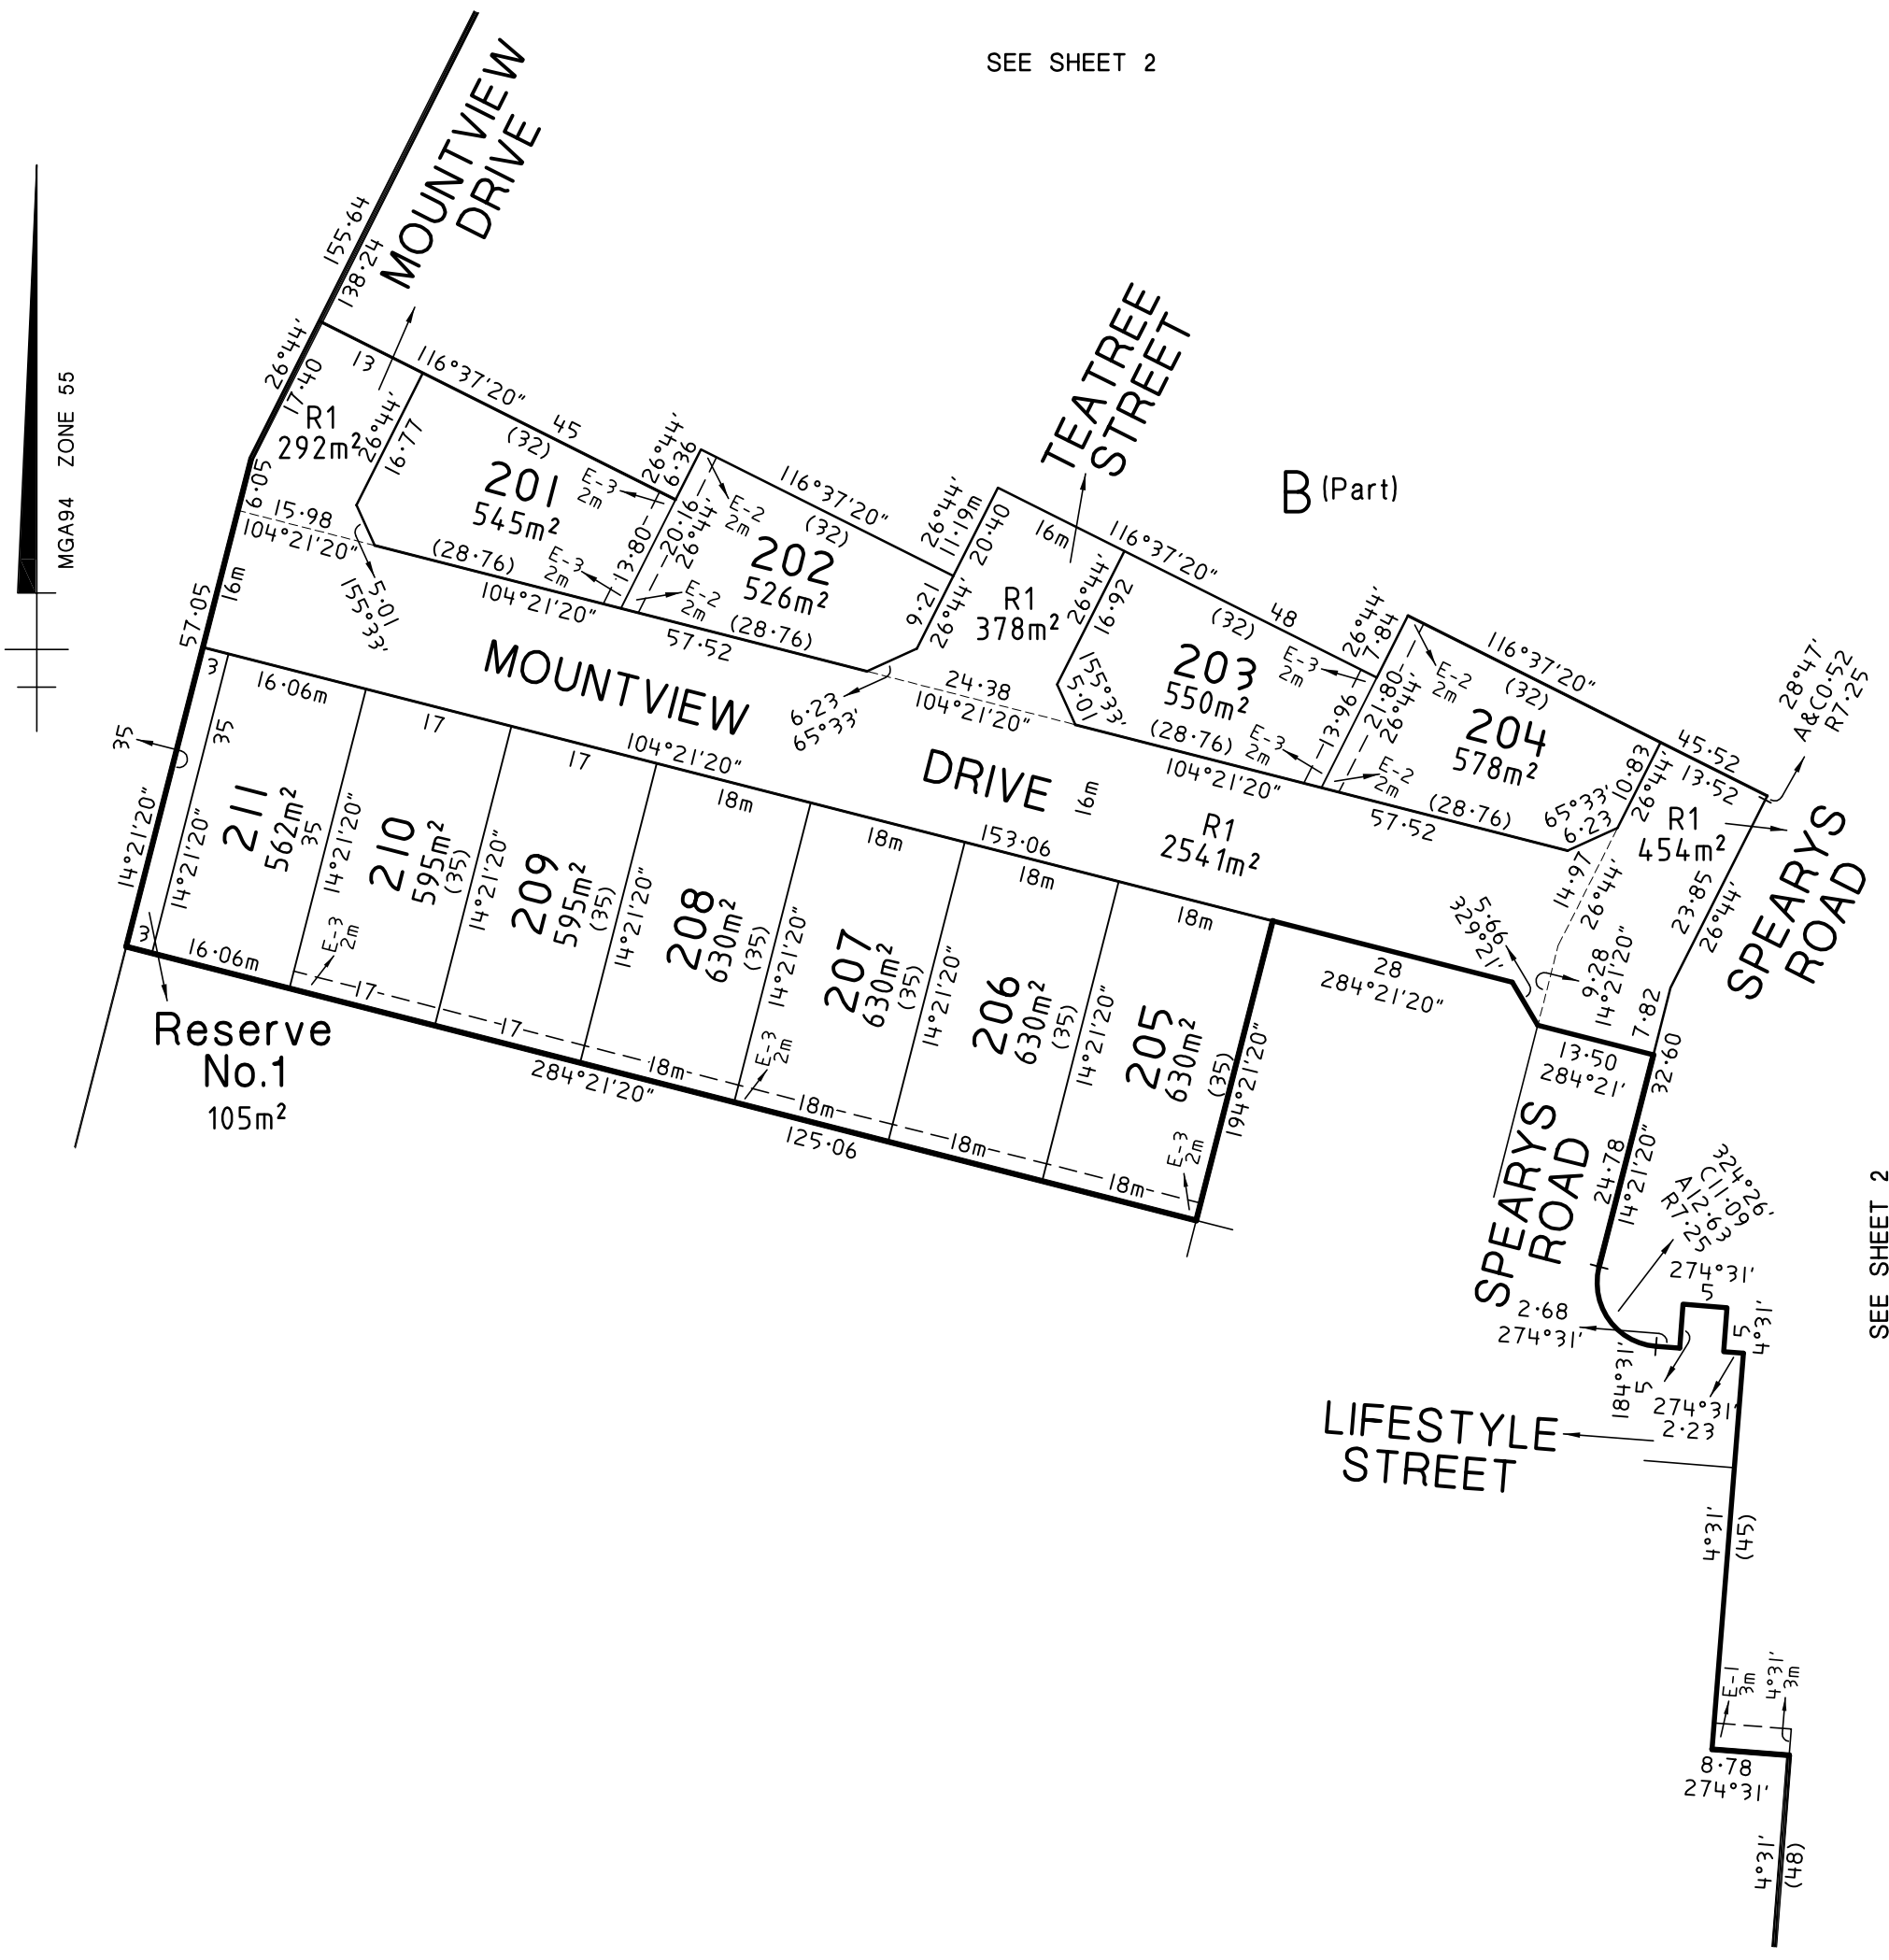 SEE SHEET 2
MGA94 ZONE 55
MOUNTVIEW
DRIVE
155·64
138·24
26°44'
17·40
13
116°37'20"
45
(32)
R1
292m²
26°44'
16·77
6·05
15·98
104°21'20"
5·01
155°33'
201
545m²
E-3
2m
(28·76)
104°21'20"
E-3
2m
13·80
26°44'
6·36
20·16
26°44'
E-2
2m
116°37'20"
(32)
202
526m²
E-2
2m
(28·76)
57·52
26°44'
11·19m
20·40
9·21
26°44'
6·23
65°33'
TEATREE
STREET
16m
116°37'20"
R1
378m²
24·38
104°21'20"
26°44'
16·92
155°33'
5·01
B (Part)
48
(32)
203
550m²
E-3
2m
(28·76)
104°21'20"
E-3
2m
13·96
26°44'
7·84
21·80
26°44'
E-2
2m
116°37'20"
(32)
204
578m²
E-2
2m
(28·76)
57·52
65°33'
6·23
10·83
26°44'
45·52
13·52
28°47'
A&C0·52
R7·25
R1
454m²
23·85
26°44'
SPEARYS
ROAD
14·97
26°44'
9·28
14°21'20"
7·82
5·66
329°21'
57·05
16m
MOUNTVIEW
DRIVE
16m
R1
2541m²
104°21'20"
153·06
3
16·06m
17
17
18m
18m
18m
18m
28
284°21'20"
35
35
14°21'20"
14°21'20"
211
562m²
35
14°21'20"
210
595m²
(35)
14°21'20"
209
595m²
(35)
14°21'20"
208
630m²
(35)
14°21'20"
207
630m²
(35)
14°21'20"
206
630m²
(35)
14°21'20"
205
630m²
(35)
194°21'20"
3
16·06m
E-3
2m
17
17
18m
E-3
2m
18m
18m
18m
E-3
2m
284°21'20"
125·06
Reserve
No.1
105m²
13·50
284°21'
32·60
SPEARYS
ROAD
24·78
14°21'20"
324°26'
C11·09
A12·63
R7·25
274°31'
5
2·68
274°31'
5
4°31'
184°31'
5
274°31'
2·23
SEE SHEET 2
LIFESTYLE
STREET
4°31'
(45)
E-1
3m
4°31'
3m
8·78
274°31'
4°31'
(48)